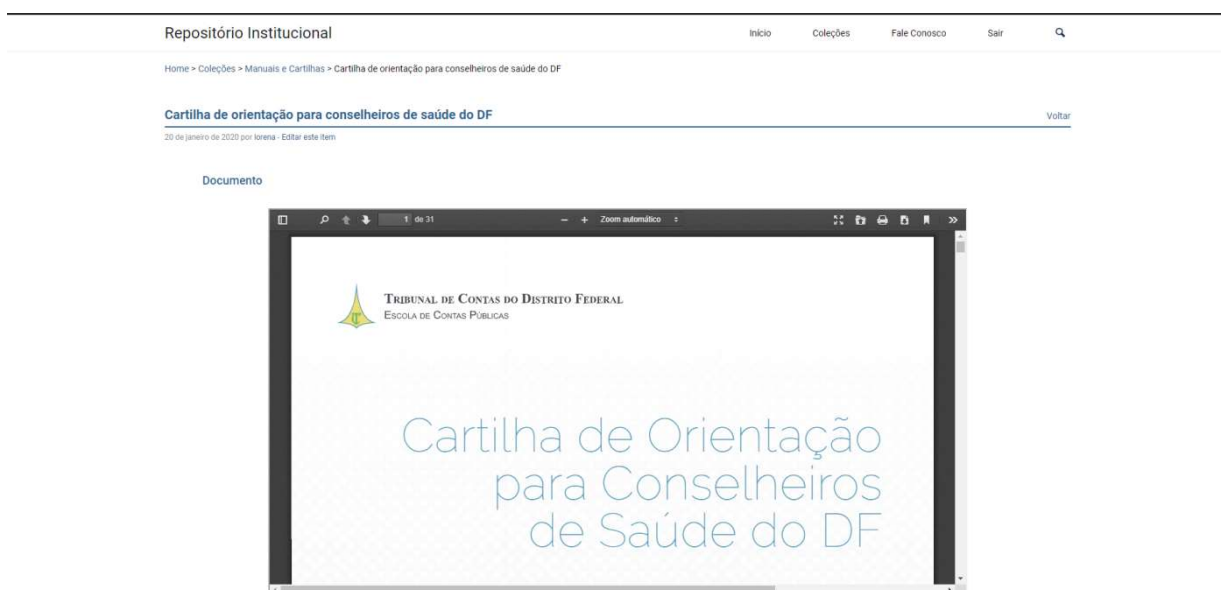 Repositório Institucional
Início Coleções Fale Conosco Sair
Home > Coleções > Manuais e Cartilhas > Cartilha de orientação para conselheiros de saúde do DF
Cartilha de orientação para conselheiros de saúde do DF
Voltar
20 de janeiro de 2020 por lorena - Editar este item
Documento
1 de 31 Zoom automático
TRIBUNAL DE CONTAS DO DISTRITO FEDERAL
ESCOLA DE CONTAS PÚBLICAS
Cartilha de Orientação
para Conselheiros
de Saúde do DF